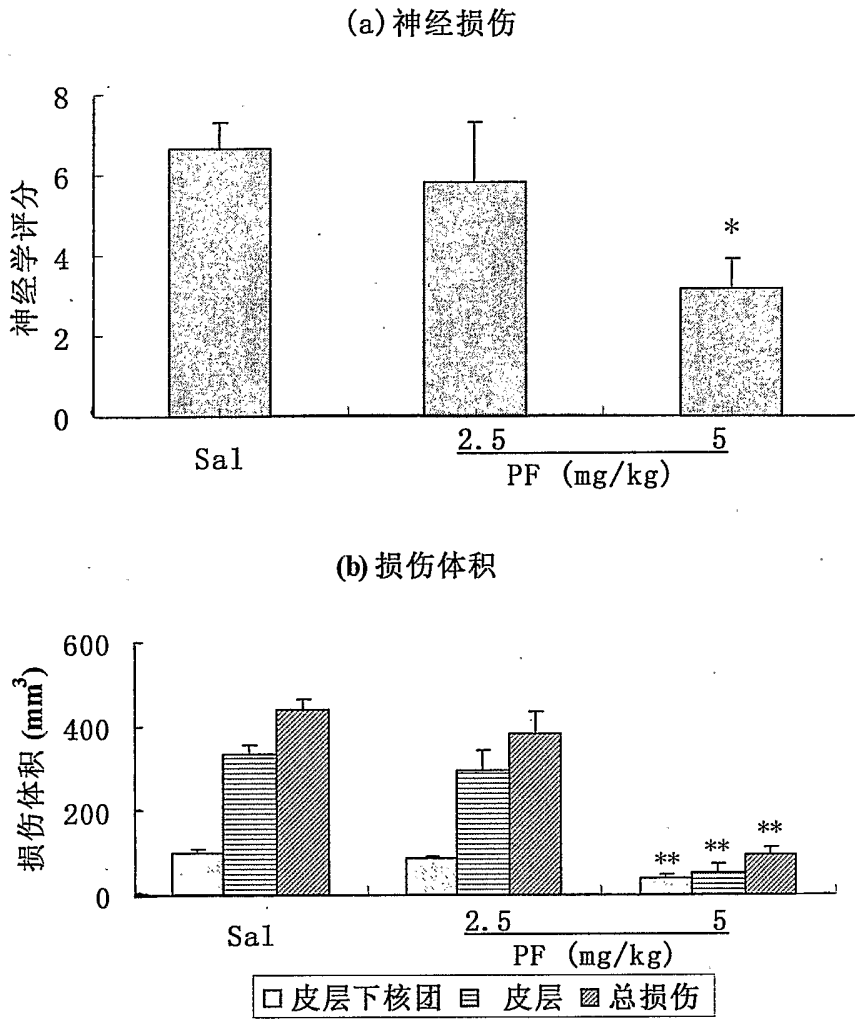 (a)神经损伤
神经学评分
8
6
4
2
0
*
Sal
2.5 5
PF (mg/kg)
(b) 损伤体积
损伤体积 (mm³)
600
400
200
0
** ** **
Sal
2.5 5
PF (mg/kg)
皮层下核团 皮层 总损伤